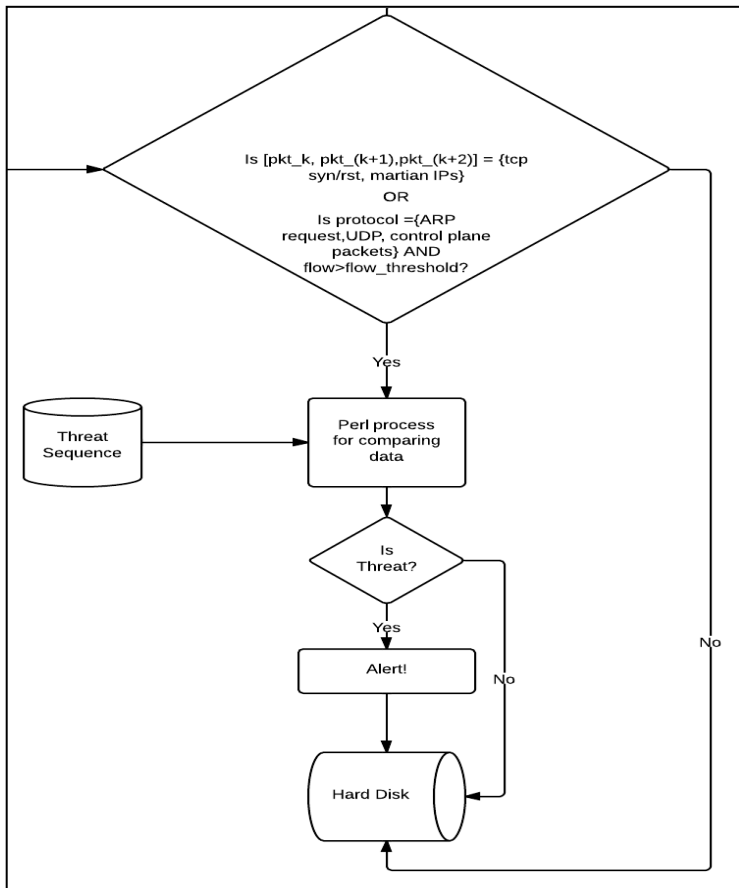 Is [pkt_k, pkt_(k+1),pkt_(k+2)] = {tcp
syn/rst, martian IPs}
OR
Is protocol ={ARP
request,UDP, control plane
packets} AND
flow>flow_threshold?
Yes
Threat
Sequence
Perl process
for comparing
data
Is
Threat?
Yes
No
Alert!
No
Hard Disk